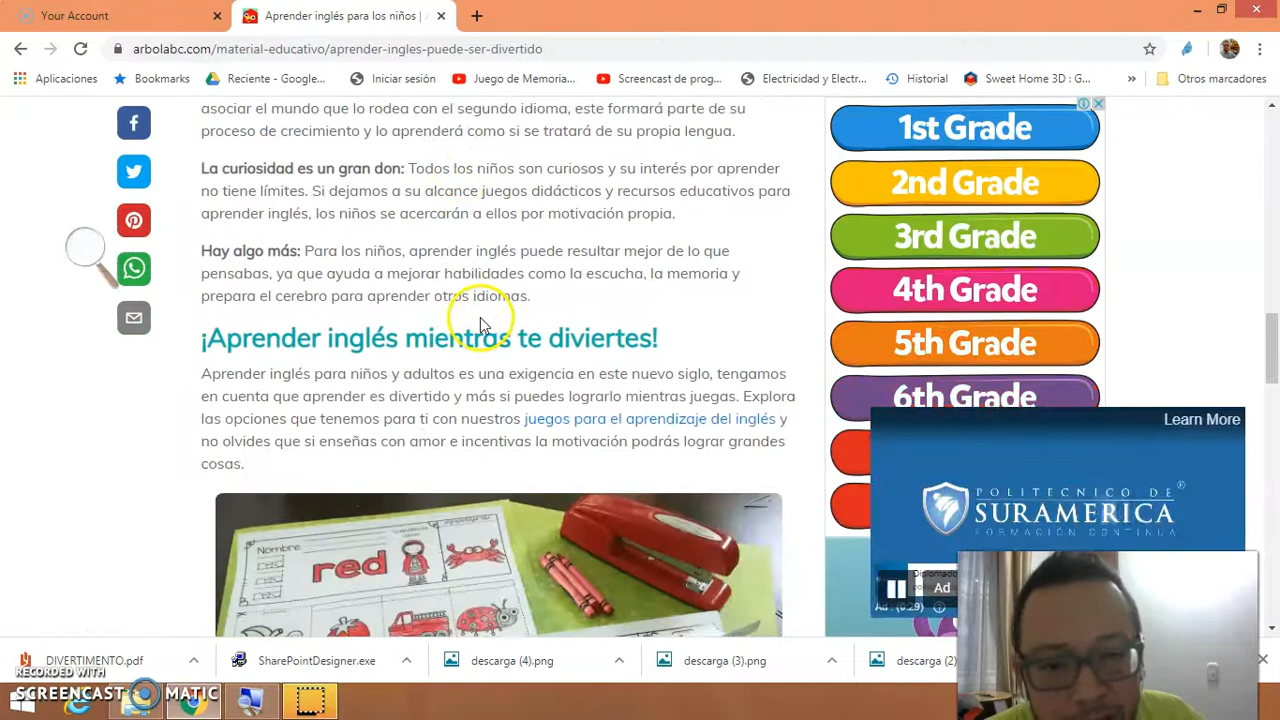 Your Account
Aprender inglés para los niños |
arbolabc.com/material-educativo/aprender-ingles-puede-ser-divertido
Aplicaciones
Bookmarks
Reciente - Google...
Iniciar sesión
Juego de Memoria...
Screencast de prog...
Electricidad y Electr...
Historial
Sweet Home 3D : G...
»
Otros marcadores
asociar el mundo que lo rodea con el segundo idioma, este formará parte de su
proceso de crecimiento y lo aprenderá como si se tratará de su propia lengua.
La curiosidad es un gran don: Todos los niños son curiosos y su interés por aprender
no tiene límites. Si dejamos a su alcance juegos didácticos y recursos educativos para
aprender inglés, los niños se acercarán a ellos por motivación propia.
Hay algo más: Para los niños, aprender inglés puede resultar mejor de lo que
pensabas, ya que ayuda a mejorar habilidades como la escucha, la memoria y
prepara el cerebro para aprender otros idiomas.
¡Aprender inglés mientras te diviertes!
Aprender inglés para niños y adultos es una exigencia en este nuevo siglo, tengamos
en cuenta que aprender es divertido y más si puedes lograrlo mientras juegas. Explora
las opciones que tenemos para ti con nuestros juegos para el aprendizaje del inglés y
no olvides que si enseñas con amor e incentivas la motivación podrás lograr grandes
cosas.
Nombre
red
red
red
red
1st Grade
2nd Grade
3rd Grade
4th Grade
5th Grade
6th Grade
Learn More
POLITECNICO DE
SURAMERICA
®
FORMACIÓN CONTINUA
Diplomado
Ad
Ad : (0:29)
DIVERTIMENTO.pdf
SharePointDesigner.exe
descarga (4).png
descarga (3).png
descarga (2)
RECORDED WITH
SCREENCAST MATIC